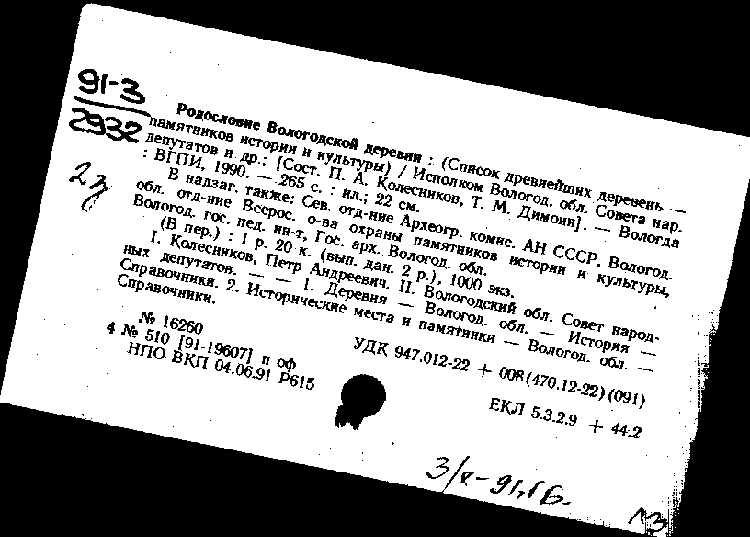 91-3
2932
2 л
Родословие Вологодской деревни : (Список древнейших деревень —
памятников истории и культуры) / Исполком Вологод. обл. Совета нар.
депутатов и др.: [Сост. П. А. Колесников, Т. М. Димони]. — Вологда
: ВГПИ, 1990. — 265 с. : ил.; 22 см.
В надзаг. также: Сев. отд-ние Археогр. комис. АН СССР. Вологод.
обл. отд-ние Всерос. о-ва охраны памятников истории и культуры,
Вологод. гос. пед. ин-т, Гос. арх. Вологод. обл.
(В пер.) : 1 р. 20 к. (вып. дан. 2 р.), 1000 экз.
I. Колесников, Петр Андреевич. II. Вологодский обл. Совет народ-
ных депутатов. — — 1. Деревня — Вологод. обл. — История —
Справочники. 2. Исторические места и памятники — Вологод. обл. —
Справочники.
№ 16260
4 № 510 [91-19607] п оф
НПО ВКП 04.06.91 Р615
УДК 947.012-22 + 008(470.12-22)(091)
ЕКЛ 5.3.2.9 + 44.2